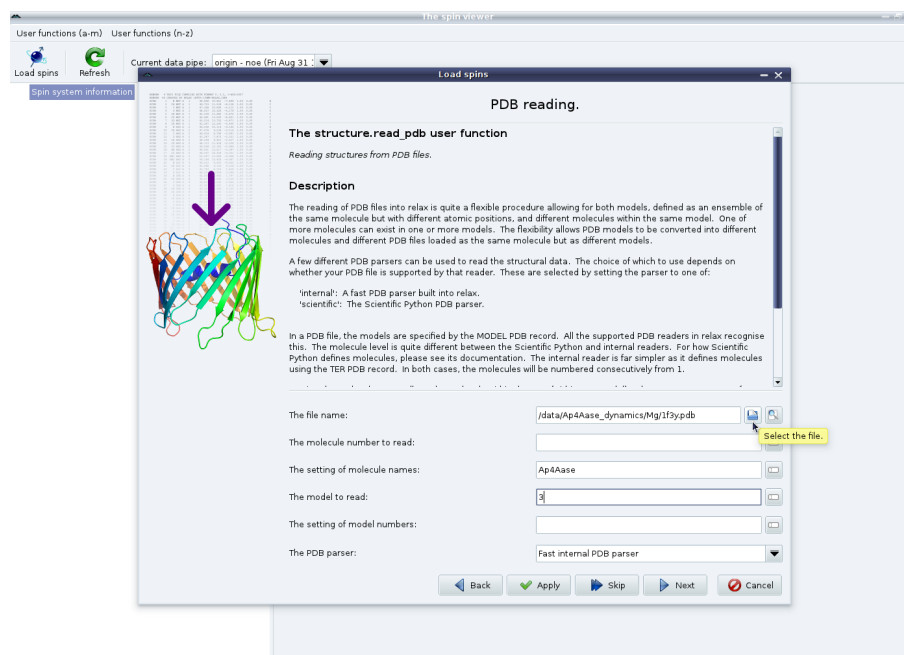 The spin viewer
User functions (a-m) User functions (n-z)
Load spins
Refresh
Current data pipe:
origin - noe (Fri Aug 31
Spin system information
Load spins
PDB reading.
The structure.read_pdb user function
Reading structures from PDB files.
Description
The reading of PDB files into relax is quite a flexible procedure allowing for both models, defined as an ensemble of
the same molecule but with different atomic positions, and different molecules within the same model. One of
more molecules can exist in one or more models. The flexibility allows PDB models to be converted into different
molecules and different PDB files loaded as the same molecule but as different models.
A few different PDB parsers can be used to read the structural data. The choice of which to use depends on
whether your PDB file is supported by that reader. These are selected by setting the parser to one of:
'internal': A fast PDB parser built into relax.
'scientific': The Scientific Python PDB parser.
In a PDB file, the models are specified by the MODEL PDB record. All the supported PDB readers in relax recognise
this. The molecule level is quite different between the Scientific Python and internal readers. For how Scientific
Python defines molecules, please see its documentation. The internal reader is far simpler as it defines molecules
using the TER PDB record. In both cases, the molecules will be numbered consecutively from 1.
The file name:
/data/Ap4Aase_dynamics/Mg/1f3y.pdb
Select the file.
The molecule number to read:
The setting of molecule names:
Ap4Aase
The model to read:
3
The setting of model numbers:
The PDB parser:
Fast internal PDB parser
Back
Apply
Skip
Next
Cancel